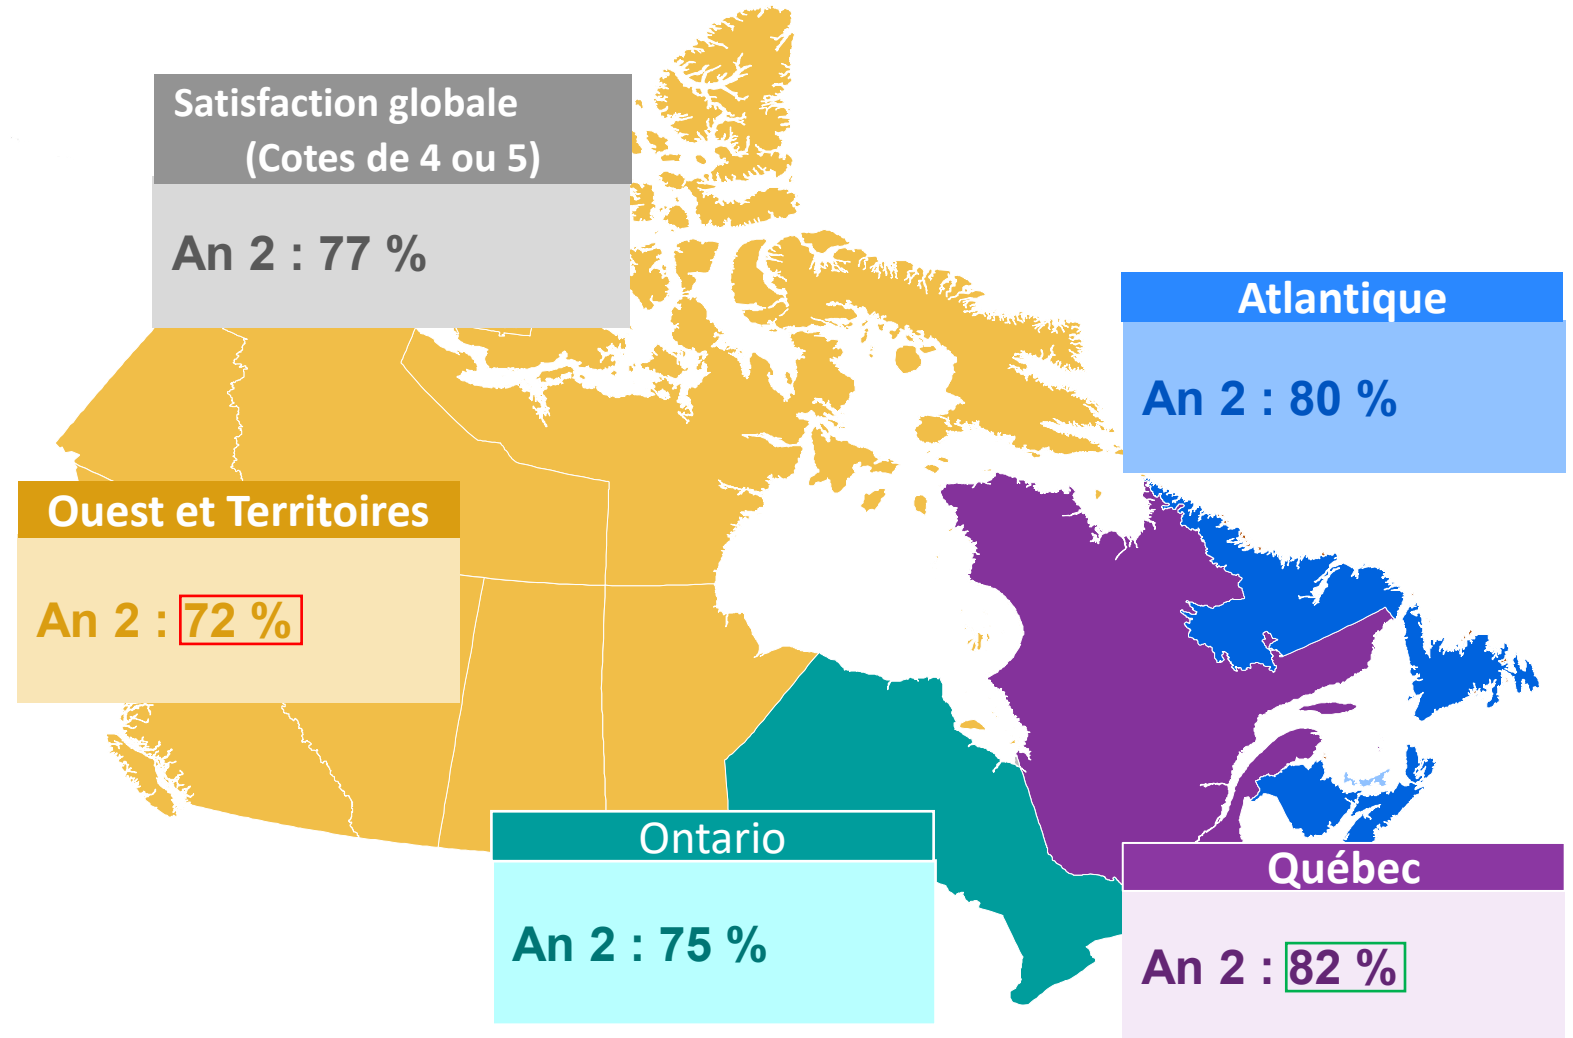 Satisfaction globale
(Cotes de 4 ou 5)
An 2 : 77 %
Atlantique
An 2 : 80 %
Ouest et Territoires
An 2 : 72 %
Ontario
An 2 : 75 %
Québec
An 2 : 82 %